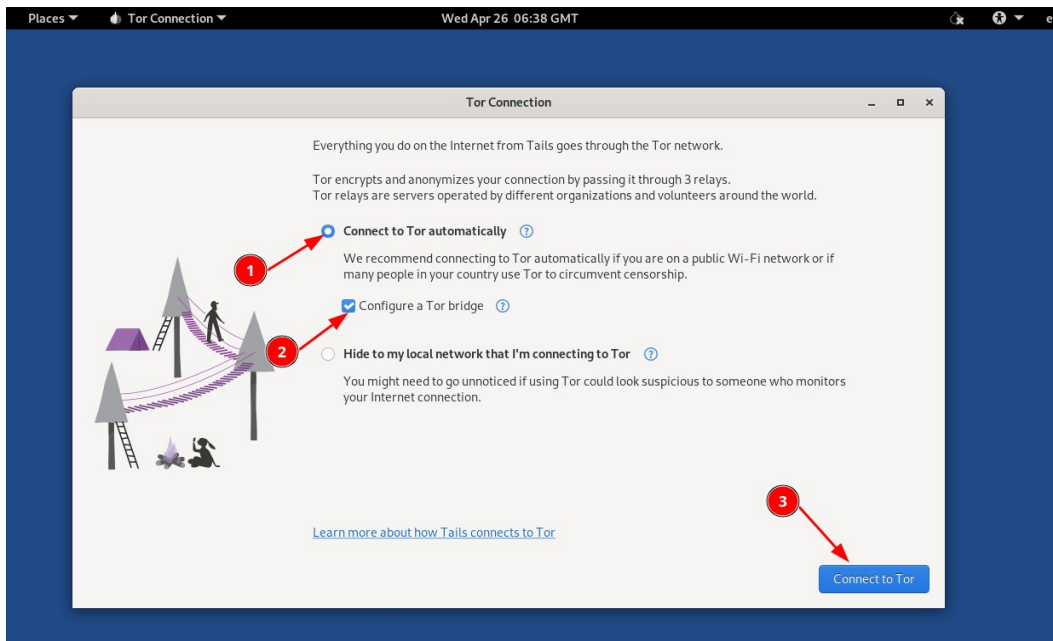 Places Tor Connection Wed Apr 26 06:38 GMT e
Tor Connection
Everything you do on the Internet from Tails goes through the Tor network.
Tor encrypts and anonymizes your connection by passing it through 3 relays.
Tor relays are servers operated by different organizations and volunteers around the world.
Connect to Tor automatically ?
1
We recommend connecting to Tor automatically if you are on a public Wi-Fi network or if
many people in your country use Tor to circumvent censorship.
Configure a Tor bridge ?
2
Hide to my local network that I'm connecting to Tor ?
You might need to go unnoticed if using Tor could look suspicious to someone who monitors
your Internet connection.
3
Learn more about how Tails connects to Tor
Connect to Tor